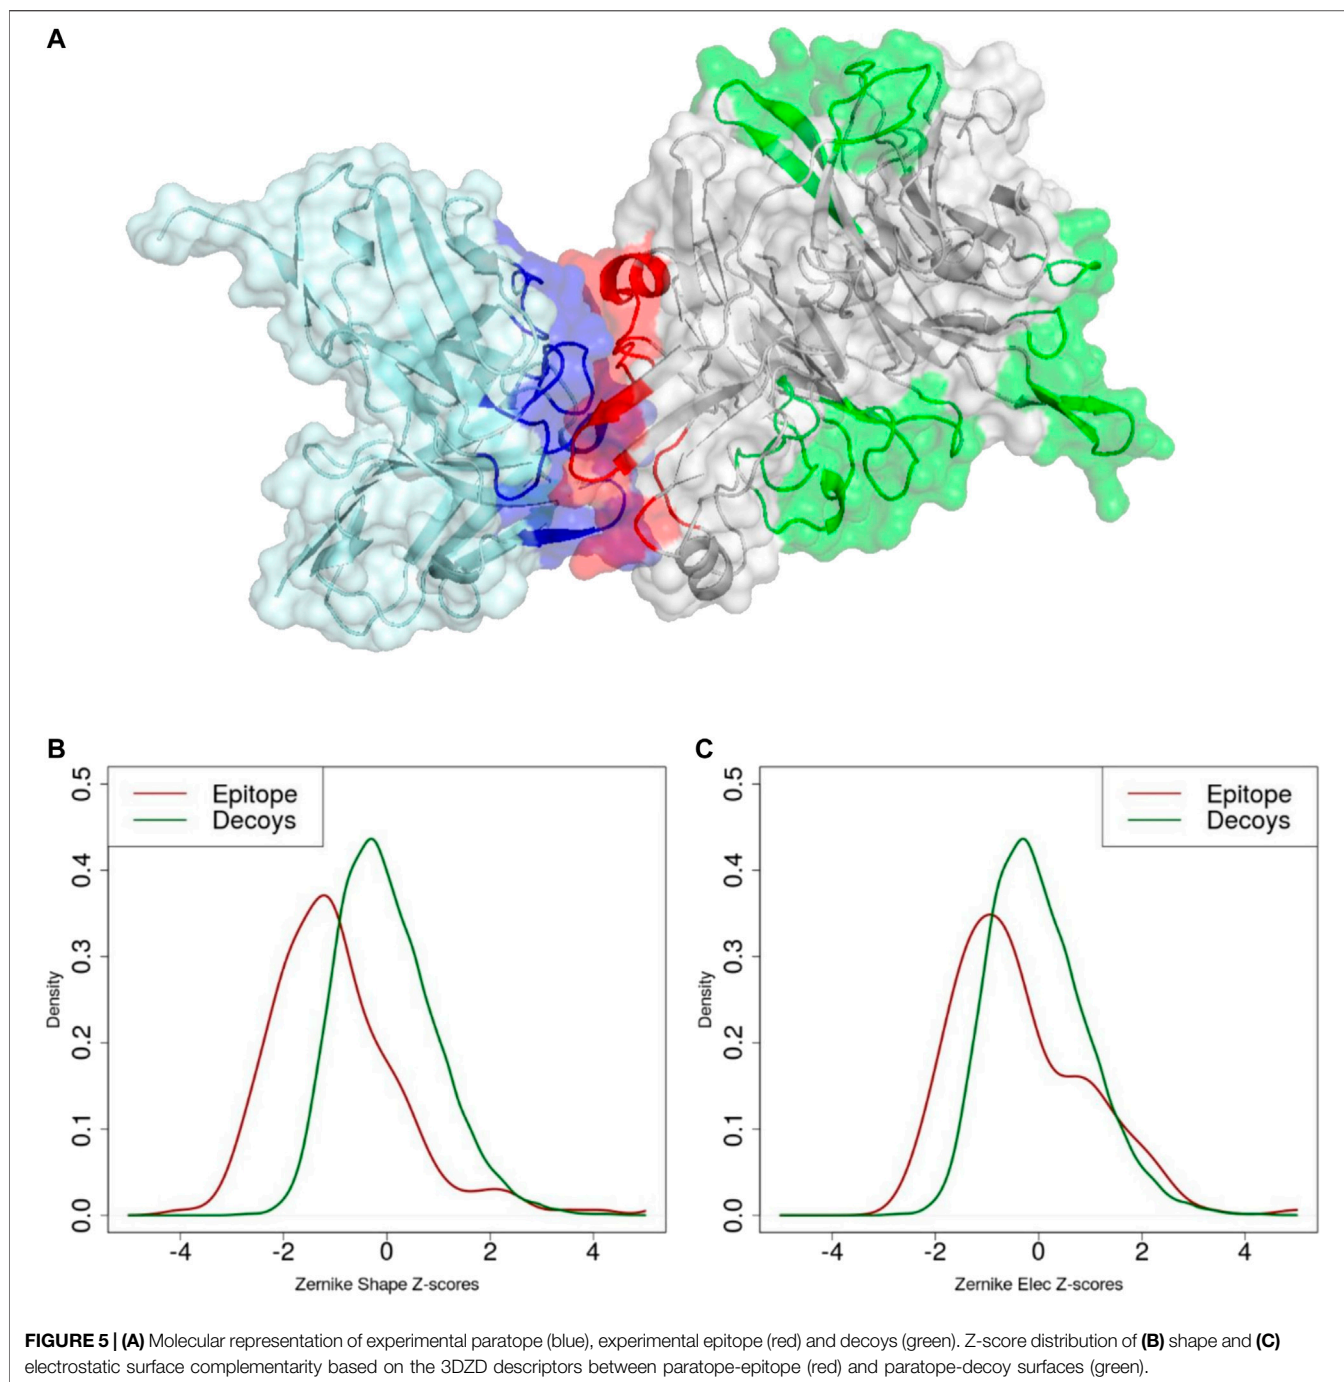 A
B
C
0.5
0.4
0.3
0.2
0.1
0.0
Density
Epitope
Decoys
-4 -2 0 2 4
Zernike Shape Z-scores
0.5
0.4
0.3
0.2
0.1
0.0
Density
Epitope
Decoys
-4 -2 0 2 4
Zernike Elec Z-scores
FIGURE 5 | (A) Molecular representation of experimental paratope (blue), experimental epitope (red) and decoys (green). Z-score distribution of (B) shape and (C)
electrostatic surface complementarity based on the 3DZD descriptors between paratope-epitope (red) and paratope-decoy surfaces (green).